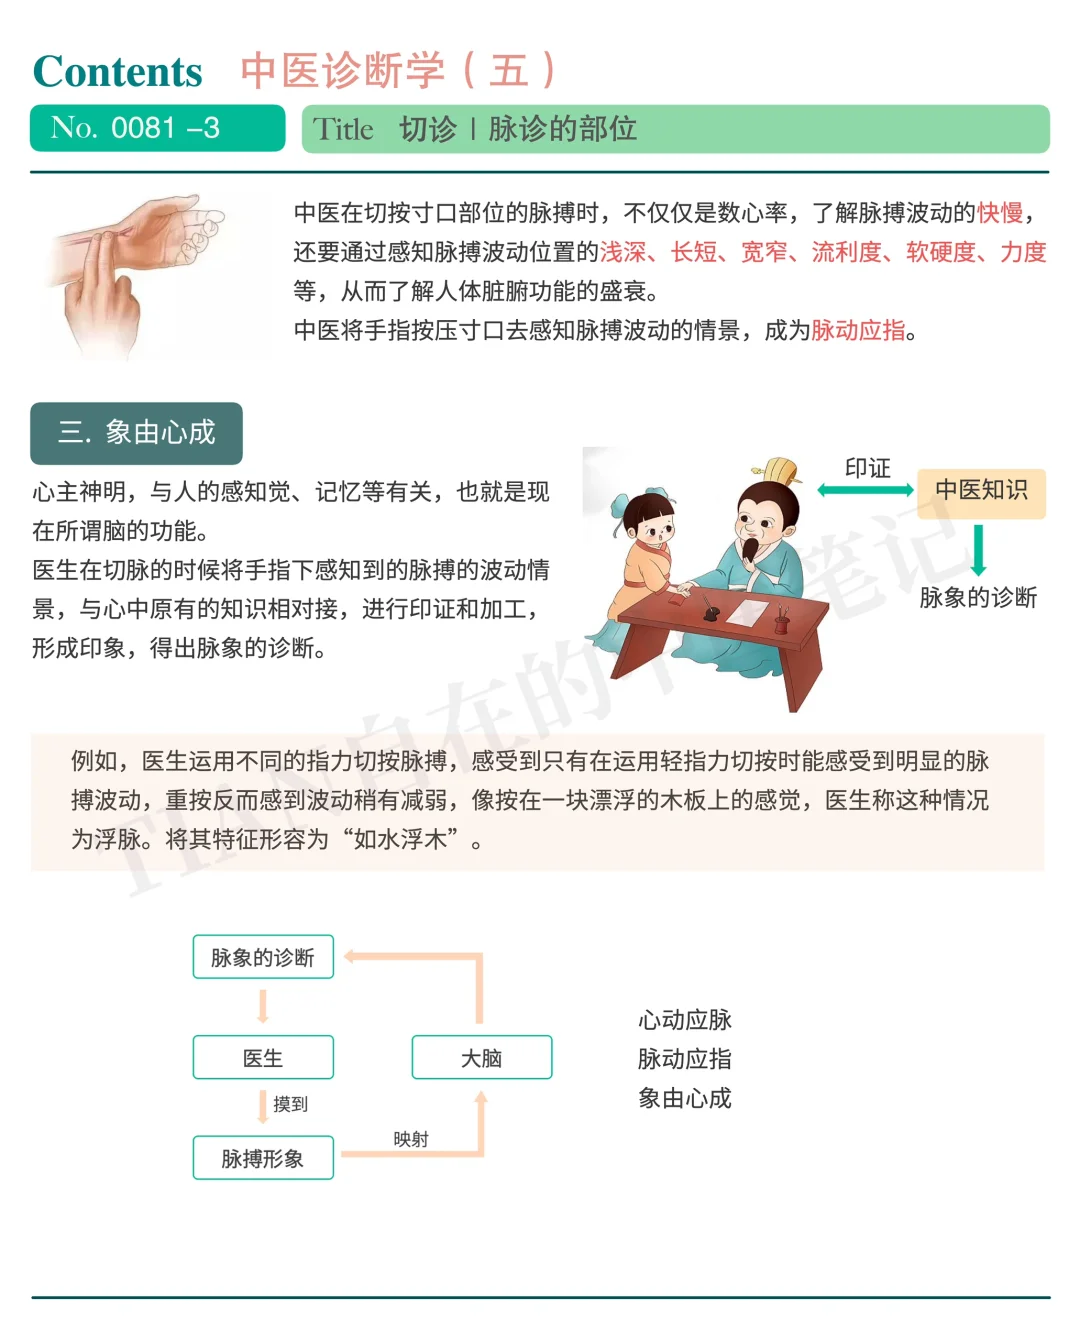 Contents 中医诊断学（五）
No. 0081 –3
Title 切诊 | 脉诊的部位
中医在切按寸口部位的脉搏时，不仅仅是数心率，了解脉搏波动的快慢，
还要通过感知脉搏波动位置的浅深、长短、宽窄、流利度、软硬度、力度
等，从而了解人体脏腑功能的盛衰。
中医将手指按压寸口去感知脉搏波动的情景，成为脉动应指。
三. 象由心成
心主神明，与人的感知觉、记忆等有关，也就是现
在所谓脑的功能。
医生在切脉的时候将手指下感知到的脉搏的波动情
景，与心中原有的知识相对接，进行印证和加工，
形成印象，得出脉象的诊断。
印证
中医知识
脉象的诊断
例如，医生运用不同的指力切按脉搏，感受到只有在运用轻指力切按时能感受到明显的脉
搏波动，重按反而感到波动稍有减弱，像按在一块漂浮的木板上的感觉，医生称这种情况
为浮脉。将其特征形容为“如水浮木”。
脉象的诊断
医生
大脑
摸到
映射
脉搏形象
心动应脉
脉动应指
象由心成
TIAN自在的
笔记